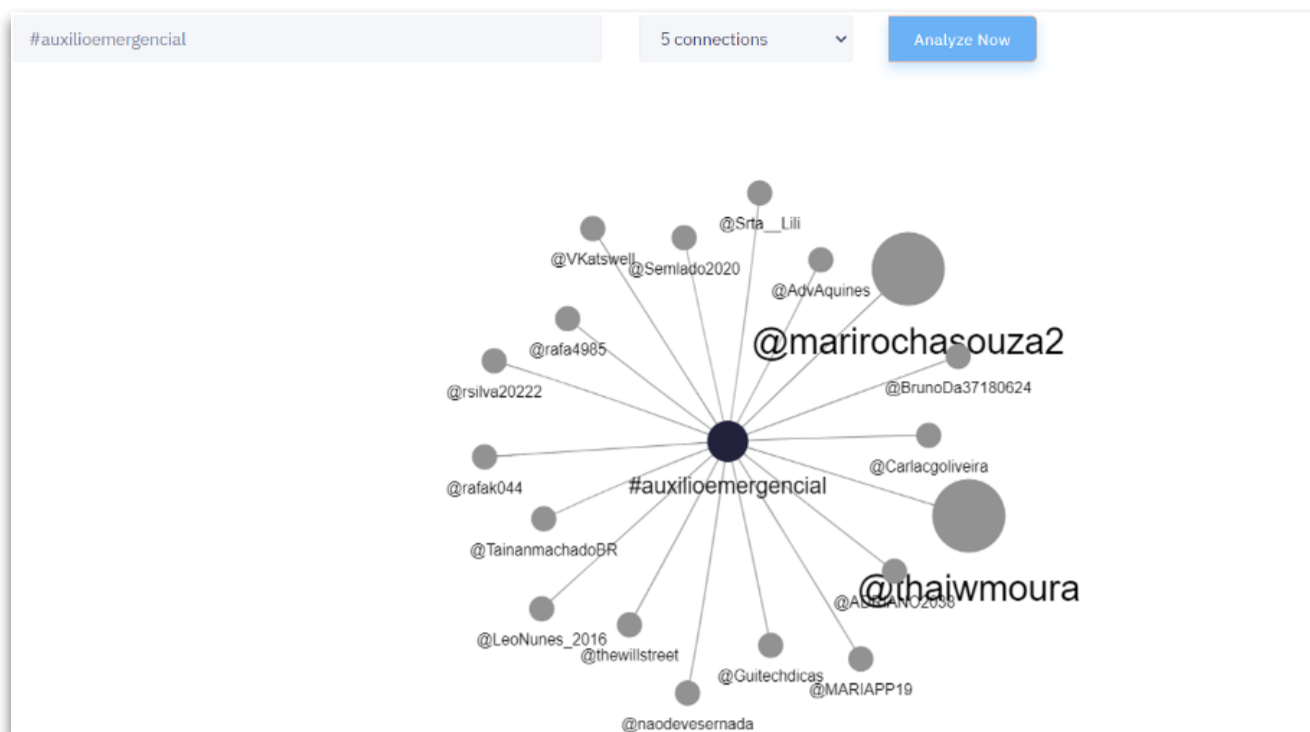 #auxilioemergencial
5 connections
Analyze Now
@Srta__Lili
@VKatswell
@Semlado2020
@AdvAquines
@marirochasouza2
@rafa4985
@BrunoDa37180624
@rsilva20222
@Carlacgoliveira
#auxilioemergencial
@rafak044
@TainanmachadoBR
@thaiwmoura
@ADRIANO2038
@LeoNunes_2016
@thewillstreet
@Guitechdicas
@MARIAPP19
@naodevesernada